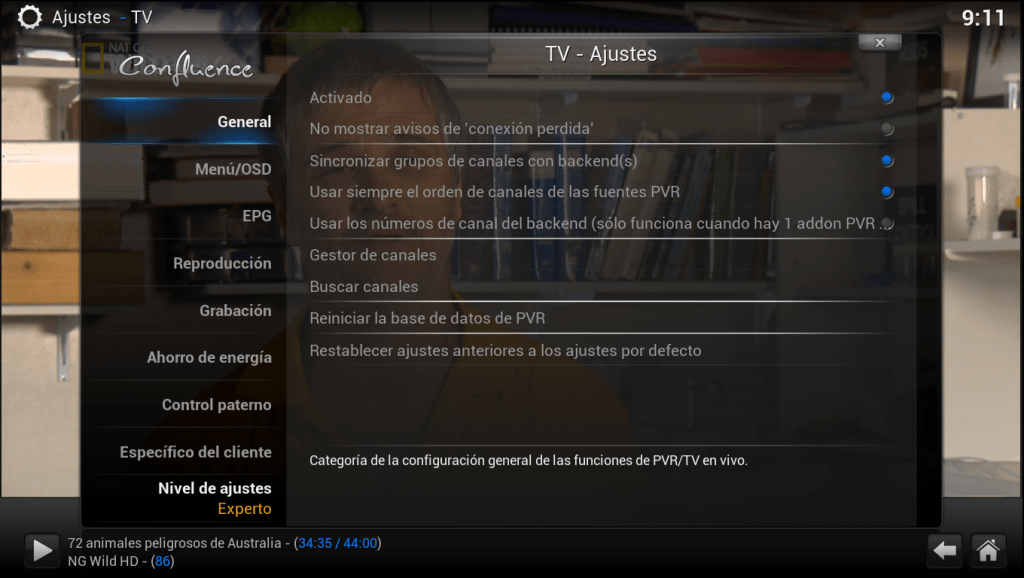 Ajustes - TV
9:11
NAT
Confluence
TV - Ajustes
General
Menú/OSD
EPG
Reproducción
Grabación
Ahorro de energía
Control paterno
Específico del cliente
Nivel de ajustes
Experto
Activado
No mostrar avisos de 'conexión perdida'
Sincronizar grupos de canales con backend(s)
Usar siempre el orden de canales de las fuentes PVR
Usar los números de canal del backend (sólo funciona cuando hay 1 addon PVR ...
Gestor de canales
Buscar canales
Reiniciar la base de datos de PVR
Restablecer ajustes anteriores a los ajustes por defecto
Categoría de la configuración general de las funciones de PVR/TV en vivo.
72 animales peligrosos de Australia - (34:35 / 44:00)
NG Wild HD - (86)